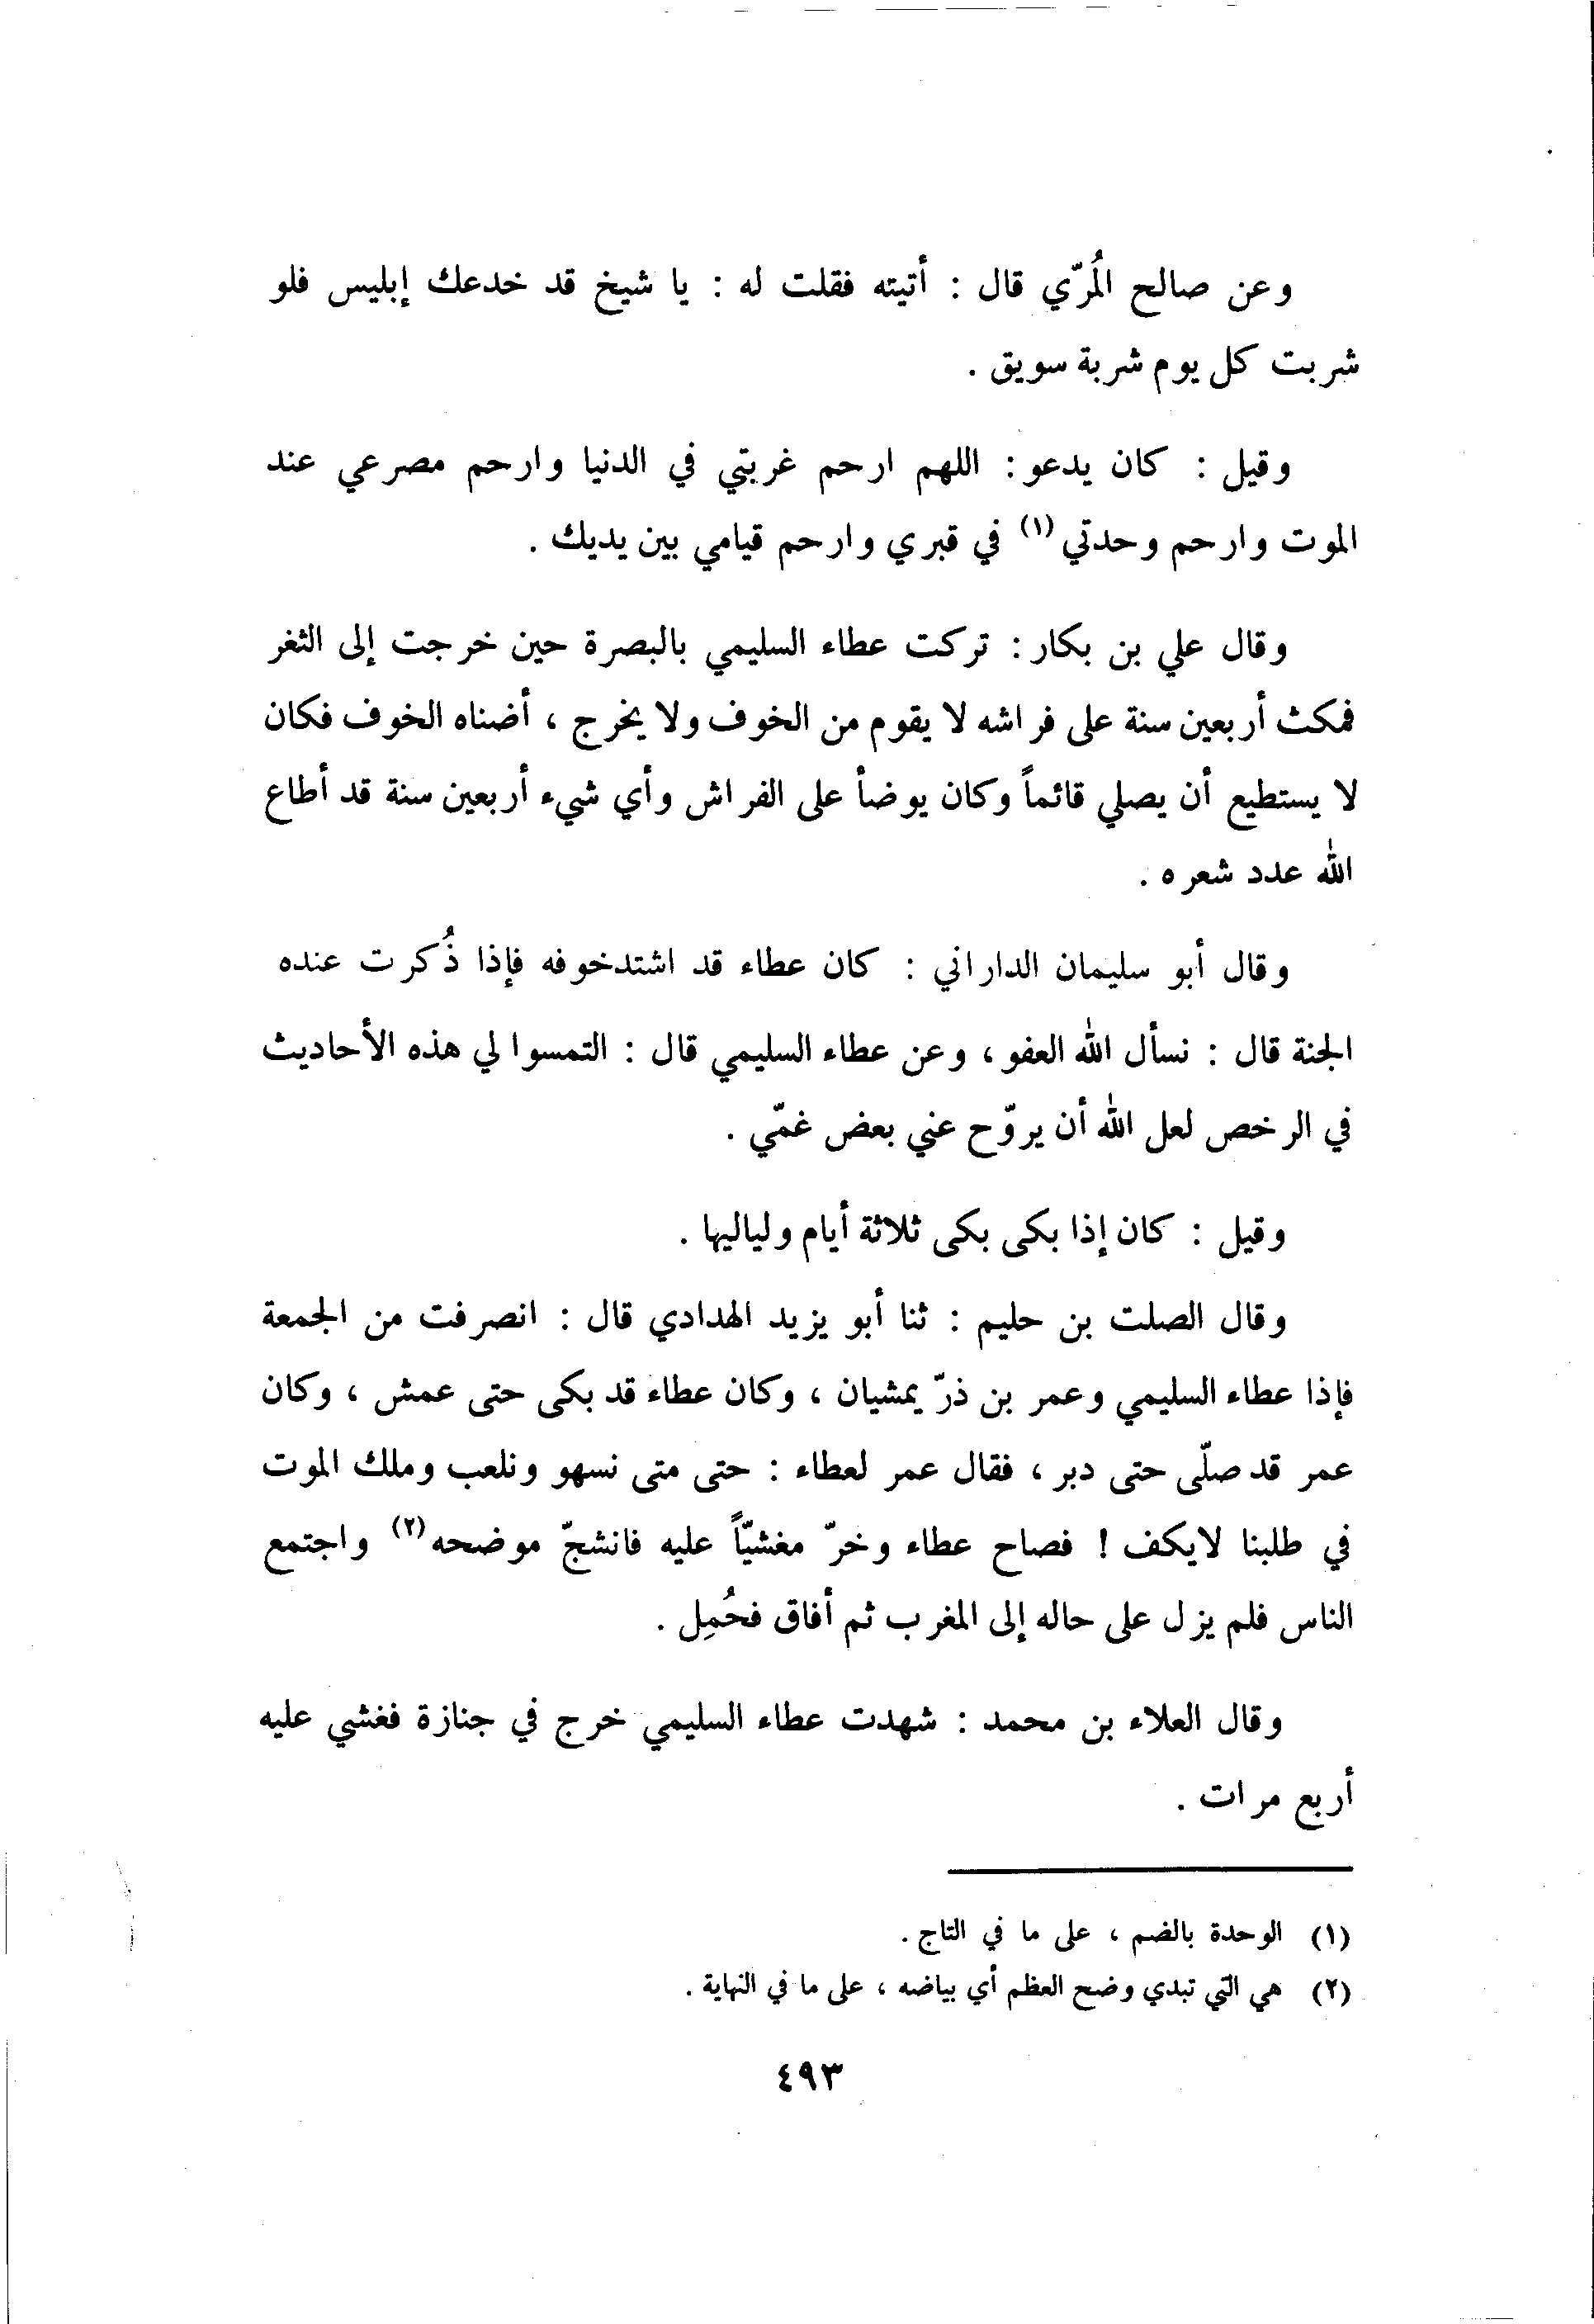 وعن صالح المُرّي قال : أتيته فقلت له : يا شيخ قد خدعك إبليس فلو
شربت كل يوم شربة سويق .
وقيل : كان يدعو : اللهم ارحم غربتي في الدنيا وارحم مصرعي عند
الموت وارحم وحدتي (١) في قبري وارحم قيامي بين يديك .
وقال علي بن بكار : تركت عطاء السليمي بالبصرة حين خرجت إلى الثغر
فمكث أربعين سنة على فراشه لا يقوم من الخوف ولا يخرج ، أضناه الخوف فكان
لا يستطيع أن يصلي قائماً وكان يوضأ على الفراش وأي شيء أربعين سنة قد أطاع
الله عدد شعره .
وقال أبو سليمان الداراني : كان عطاء قد اشتدخوفه فإذا ذُكرت عنده
الجنة قال : نسأل الله العفو ، وعن عطاء السليمي قال : التمسوا لي هذه الأحاديث
في الرخص لعل الله أن يروّح عني بعض غمّي .
وقيل : كان إذا بكى بكى ثلاثة أيام ولياليها .
وقال الصلت بن حليم : ثنا أبو يزيد الهدادي قال : انصرفت من الجمعة
فإذا عطاء السليمي وعمر بن ذرّ يمشيان ، وكان عطاء قد بكى حتى عمش ، وكان
عمر قد صلّى حتى دبر ، فقال عمر لعطاء : حتى متى نسهو ونلعب وملك الموت
في طلبنا لايكف ! فصاح عطاء وخرّ مغشيّاً عليه فانشجّ موضحه (٢) واجتمع
الناس فلم يزل على حاله إلى المغرب ثم أفاق فحُمِل .
وقال العلاء بن محمد : شهدت عطاء السليمي خرج في جنازة فغشي عليه
أربع مرات .
(١) الوحدة بالضم ، على ما في التاج .
(٢) هي التي تبدي وضح العظم أي بياضه ، على ما في النهاية .
٤٩٣